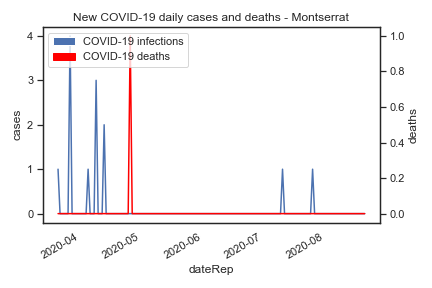 New COVID-19 daily cases and deaths - Montserrat
COVID-19 infections
COVID-19 deaths
4
3
2
1
0
cases
1.0
0.8
0.6
0.4
0.2
0.0
deaths
2020-04
2020-05
2020-06
2020-07
2020-08
dateRep